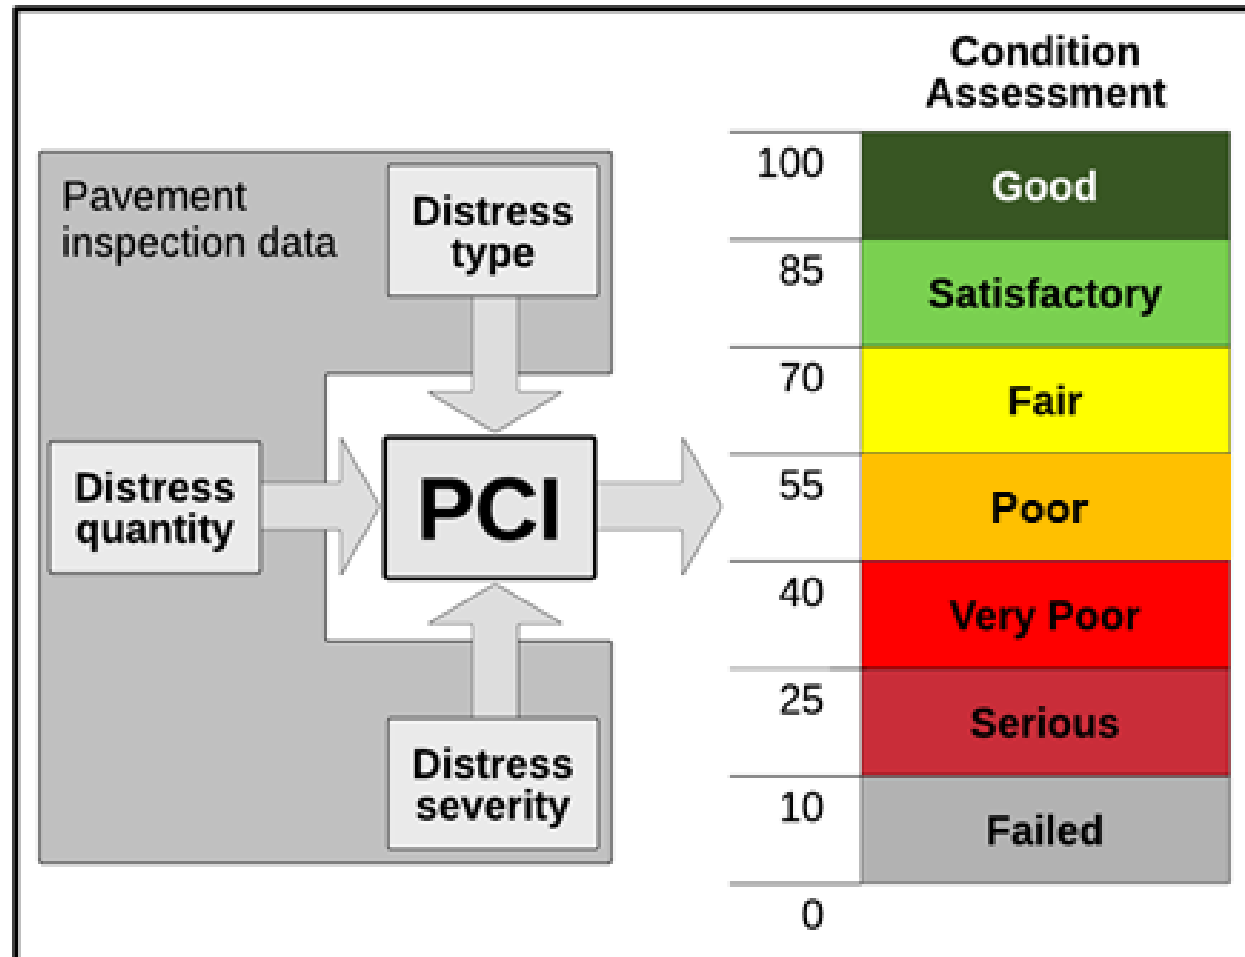 Condition
Assessment
Pavement
inspection data
Distress
type
Distress
quantity
PCI
Distress
severity
100
Good
85
Satisfactory
70
Fair
55
Poor
40
Very Poor
25
Serious
10
Failed
0